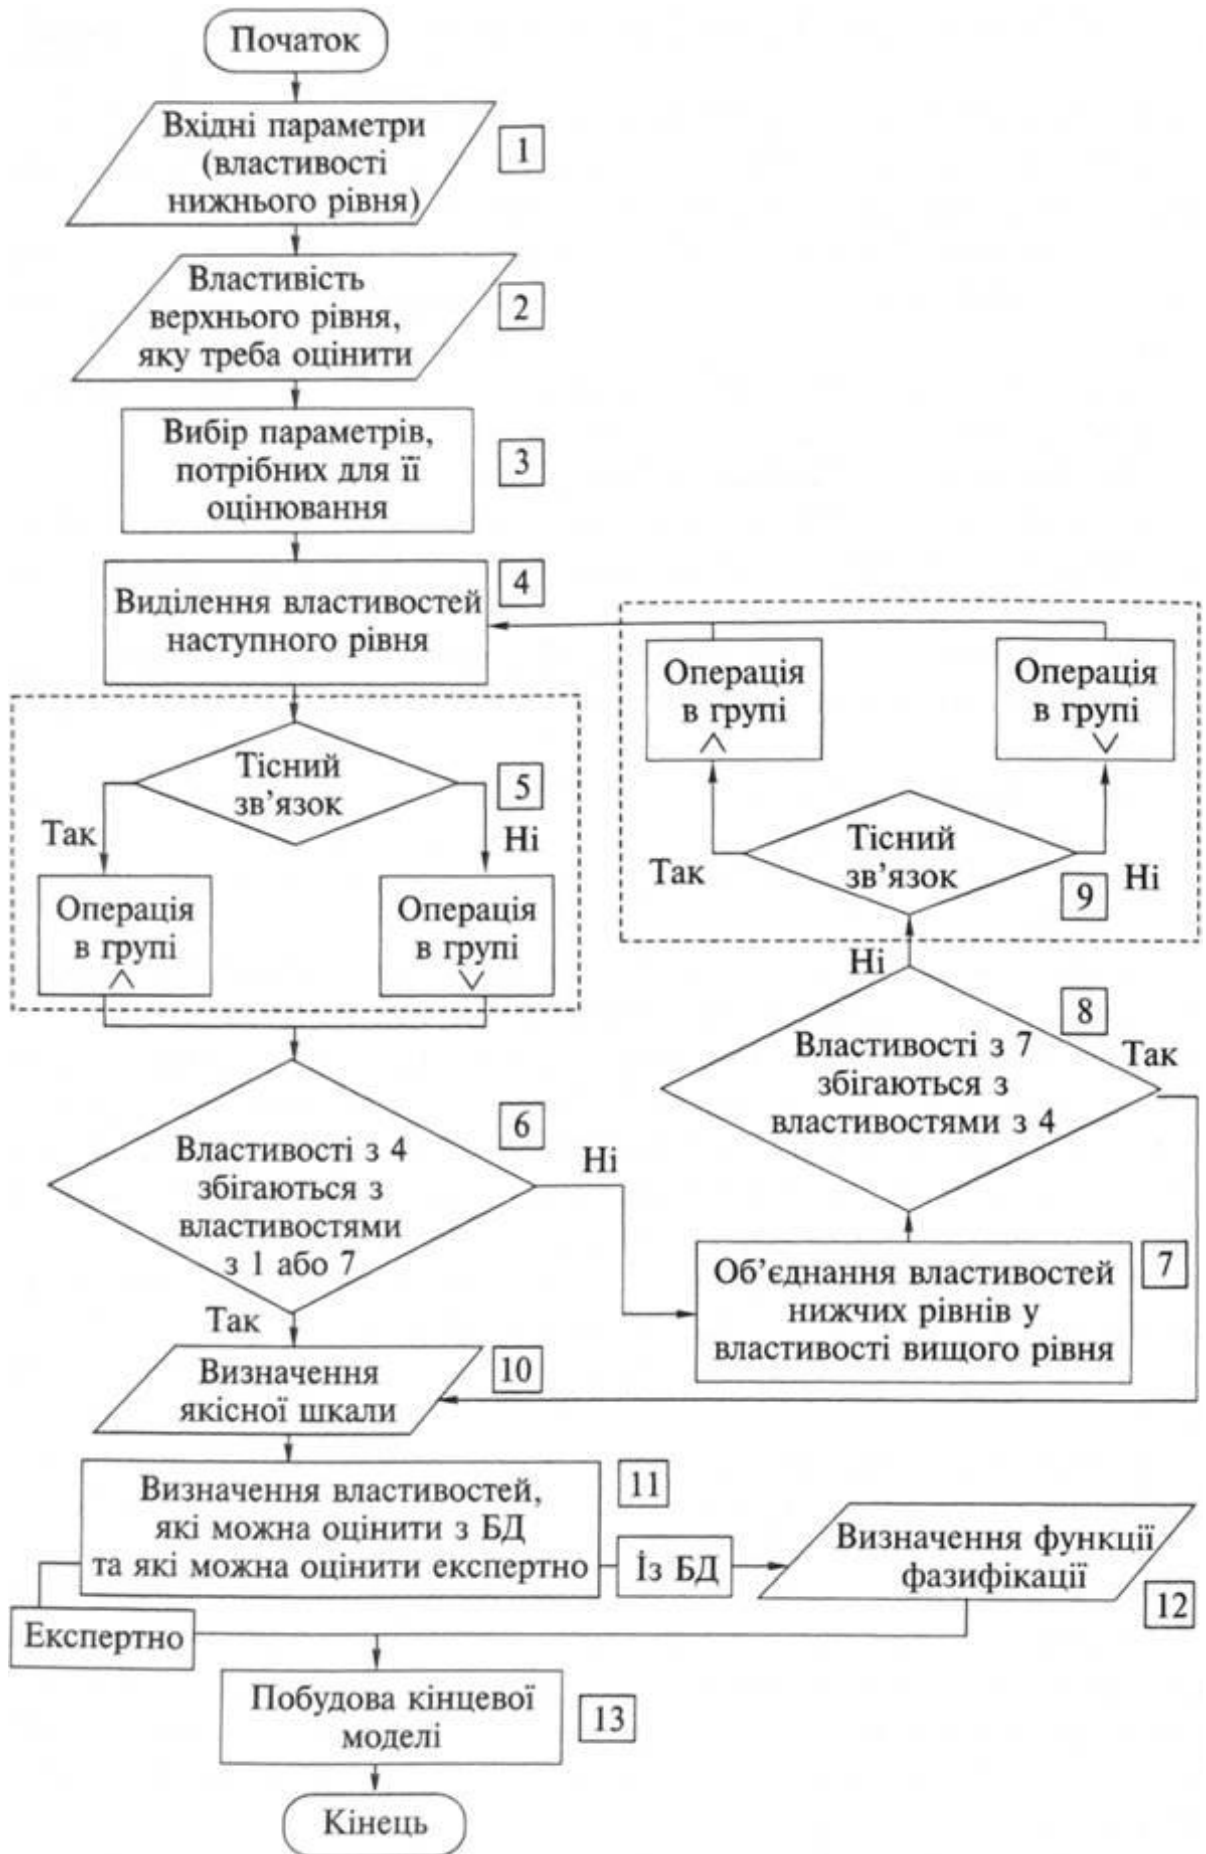 Початок
Вхідні параметри
(властивості
нижнього рівня)
1
Властивість
верхнього рівня,
яку треба оцінити
2
Вибір параметрів,
потрібних для її
оцінювання
3
Виділення властивостей
наступного рівня
4
Тісний
зв’язок
5
Так
Ні
Операція
в групі
∧
Операція
в групі
∨
Властивості з 4
збігаються з
властивостями
з 1 або 7
6
Ні
Так
Об’єднання властивостей
нижчих рівнів у
властивості вищого рівня
7
Властивості з 7
збігаються з
властивостями з 4
8
Так
Ні
Тісний
зв’язок
9
Так
Ні
Операція
в групі
∧
Операція
в групі
∨
Визначення
якісної шкали
10
Визначення властивостей,
які можна оцінити з БД
та які можна оцінити експертно
11
Із БД
Визначення функції
фазифікації
12
Експертно
Побудова кінцевої
моделі
13
Кінець